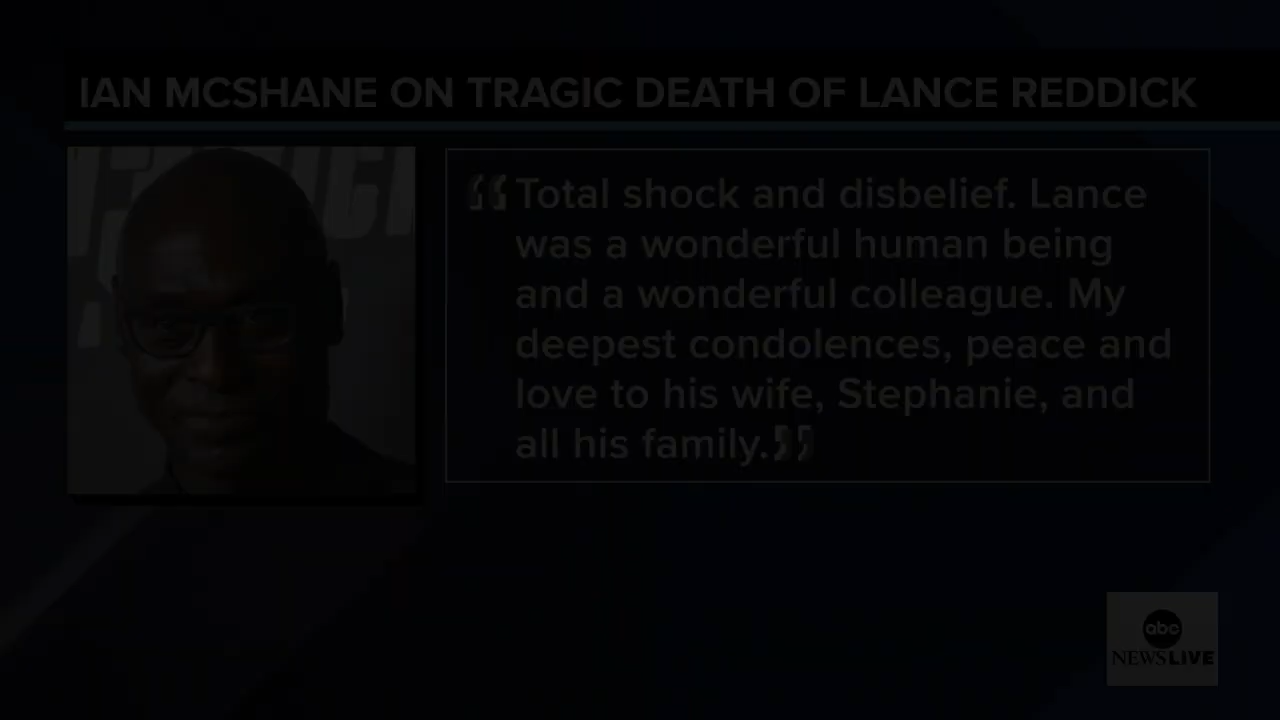 IAN MCSHANE ON TRAGIC DEATH OF LANCE REDDICK
“Total shock and disbelief. Lance
was a wonderful human being
and a wonderful colleague. My
deepest condolences, peace and
love to his wife, Stephanie, and
all his family.”
abc
NEWS LIVE